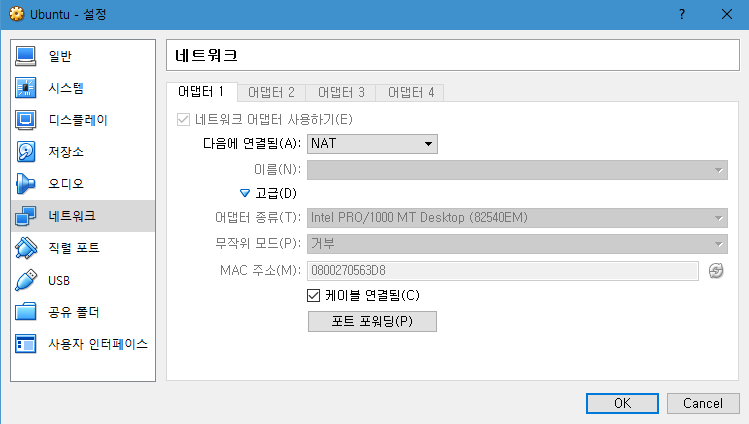 Ubuntu - 설정
? ×
일반
시스템
디스플레이
저장소
오디오
네트워크
직렬 포트
USB
공유 폴더
사용자 인터페이스
네트워크
어댑터 1 어댑터 2 어댑터 3 어댑터 4
네트워크 어댑터 사용하기(E)
다음에 연결됨(A): NAT
이름(N):
고급(D)
어댑터 종류(T): Intel PRO/1000 MT Desktop (82540EM)
무작위 모드(P): 거부
MAC 주소(M): 0800270563D8
케이블 연결됨(C)
포트 포워딩(P)
OK Cancel